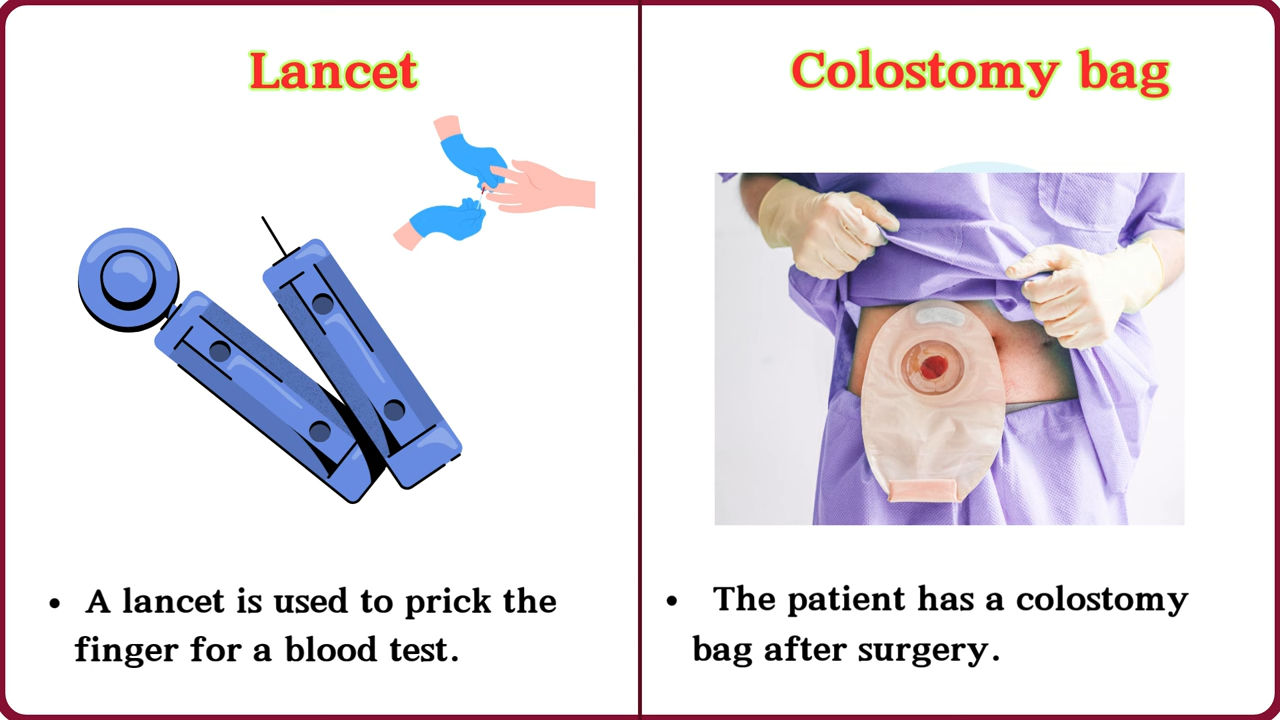 Lancet
• A lancet is used to prick the
finger for a blood test.
Colostomy bag
• The patient has a colostomy
bag after surgery.